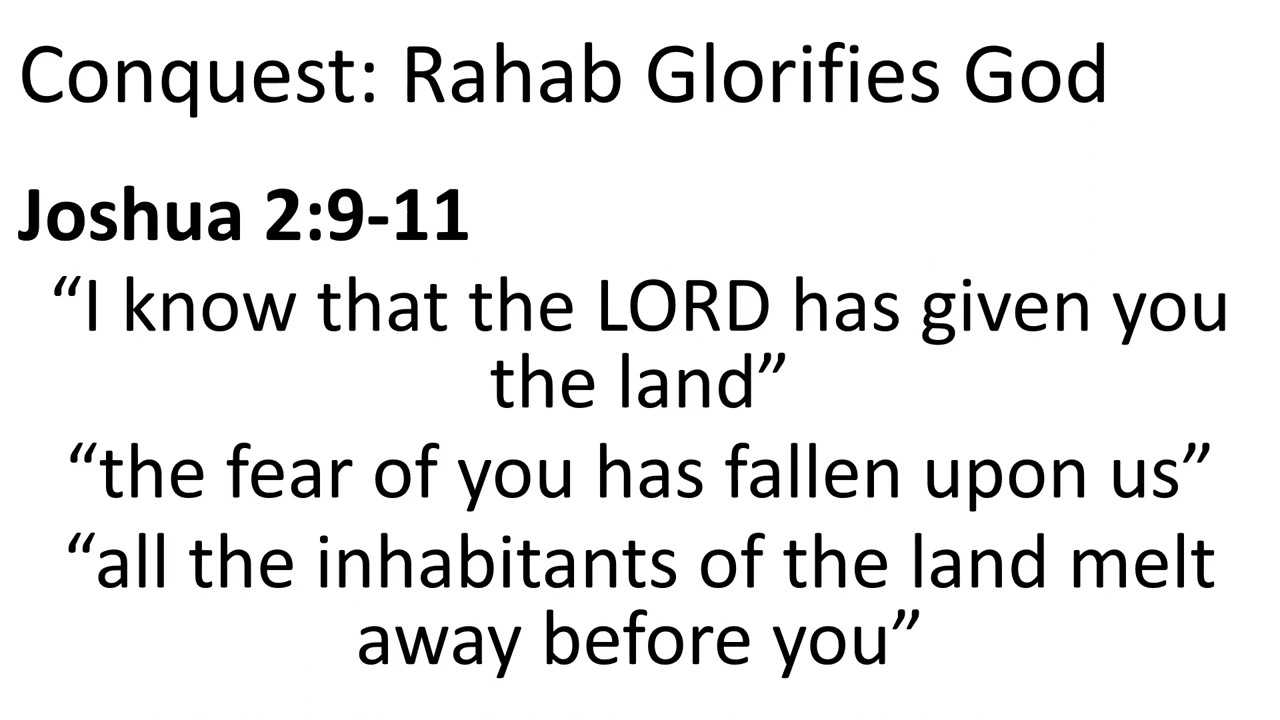 Conquest: Rahab Glorifies God
Joshua 2:9-11
“I know that the LORD has given you
the land”
“the fear of you has fallen upon us”
“all the inhabitants of the land melt
away before you”